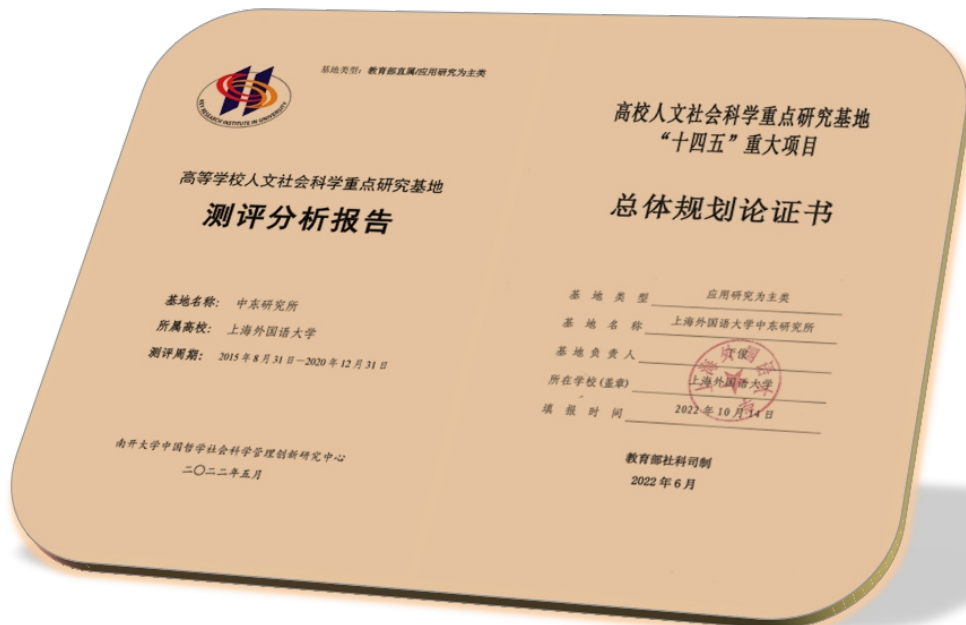 基地类型：教育部直属/应用研究为主类
KEY RESEARCH INSTITUTE IN UNIVERSITY
高等学校人文社会科学重点研究基地
测评分析报告
基地名称： 中东研究所
所属高校： 上海外国语大学
测评周期： 2015年8月31日—2020年12月31日
南开大学中国哲学社会科学管理创新研究中心
二〇二二年五月
高校人文社会科学重点研究基地
“十四五”重大项目
总体规划论证书
基地类型 应用研究为主类
基地名称 上海外国语大学中东研究所
基地负责人
所在学校(盖章) 上海外国语大学
填报时间 2022年10月14日
教育部社科司制
2022年6月